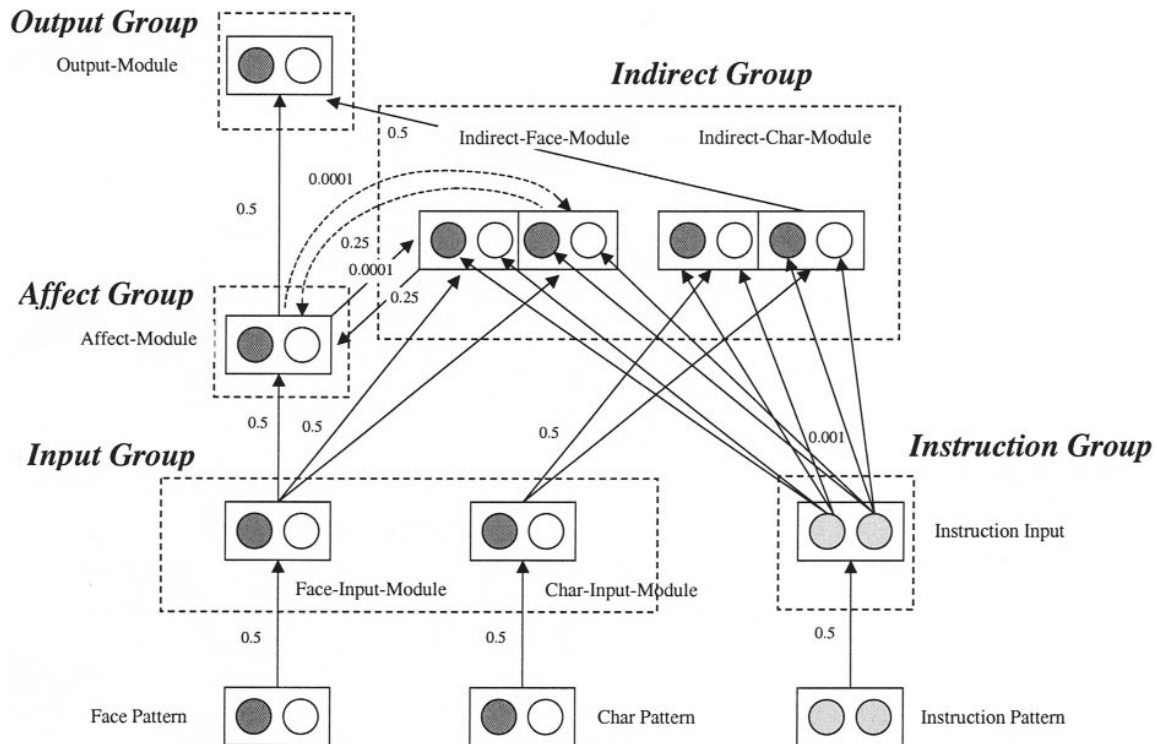 Output Group
Output-Module
Indirect Group
0.5
Indirect-Face-Module
Indirect-Char-Module
0.0001
0.5
0.25
0.0001
Affect Group
0.25
Affect-Module
0.5
0.5
0.5
0.001
Input Group
Instruction Group
Instruction Input
Face-Input-Module
Char-Input-Module
0.5
0.5
0.5
Face Pattern
Char Pattern
Instruction Pattern